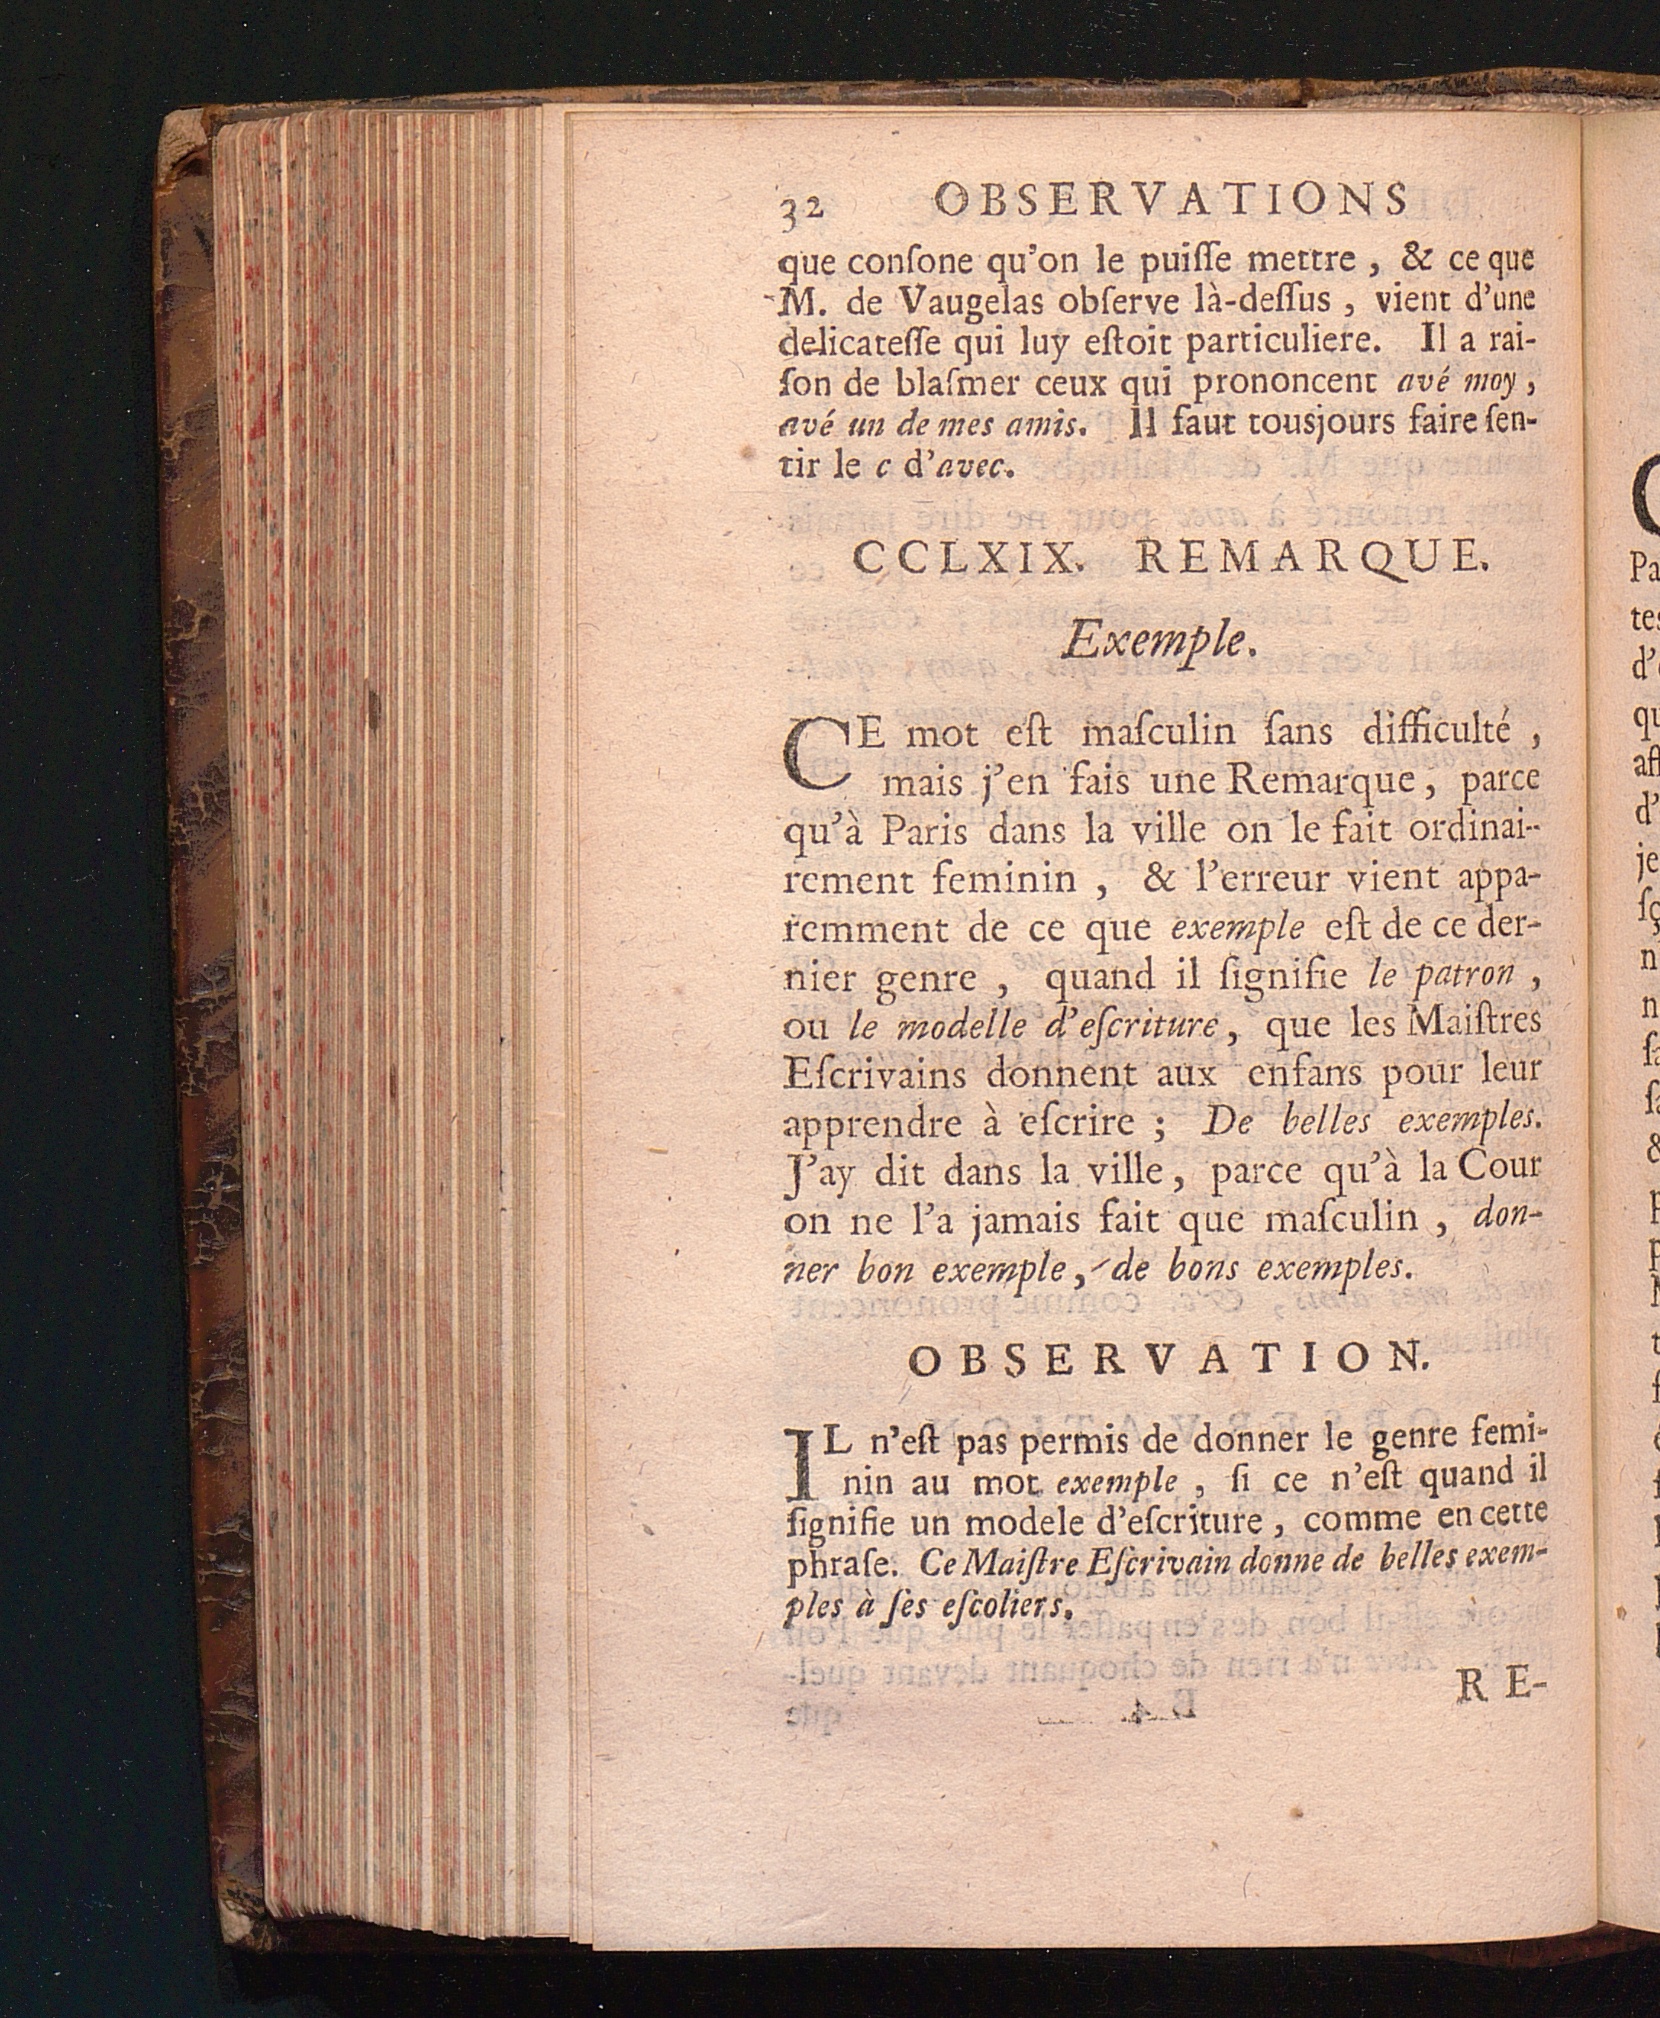 32 OBSERVATIONS
que conſone qu'on le puiſſe mettre, & ce que
M. de Vaugelas obſerve là-deſſus, vient d'une
delicateſſe qui luy eſtoit particuliere. Il a rai-
ſon de blaſmer ceux qui prononcent avé moy,
avé un de mes amis. Il faut tousjours faire ſen-
tir le c d'avec.
CCLXIX. REMARQUE.
Exemple.
CE mot eſt maſculin ſans difficulté,
mais j'en fais une Remarque, parce
qu'à Paris dans la ville on le fait ordinai-
rement feminin, & l'erreur vient appa-
remment de ce que exemple eſt de ce der-
nier genre, quand il ſignifie le patron,
ou le modelle d'eſcriture, que les Maiſtres
Eſcrivains donnent aux enfans pour leur
apprendre à eſcrire; De belles exemples.
J'ay dit dans la ville, parce qu'à la Cour
on ne l'a jamais fait que maſculin, don-
ner bon exemple, de bons exemples.
OBSERVATION.
IL n'eſt pas permis de donner le genre femi-
nin au mot exemple, ſi ce n'eſt quand il
ſignifie un modele d'eſcriture, comme en cette
phraſe. Ce Maiſtre Eſcrivain donne de belles exem-
ples à ſes eſcoliers.
RE-